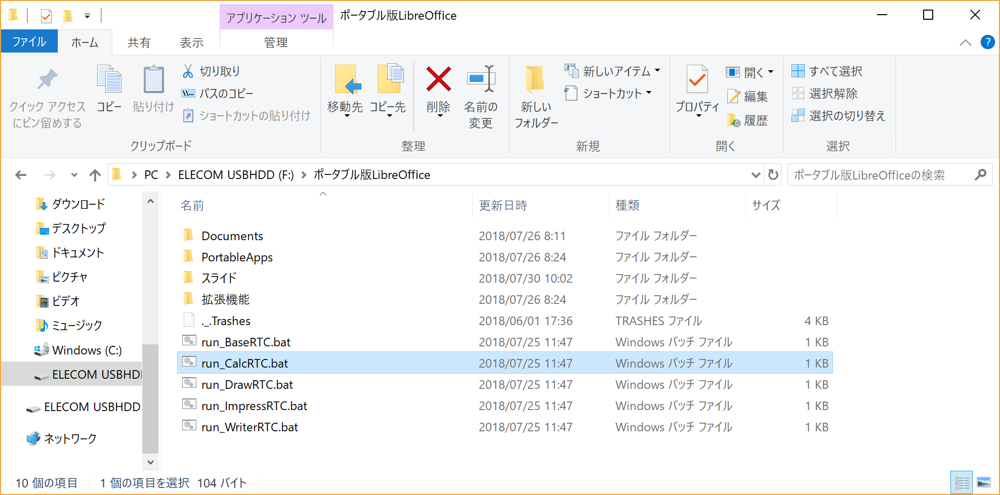 アプリケーション ツール
ポータブル版LibreOffice
ファイル
ホーム
共有
表示
管理
?
クイック アクセス
にピン留めする
コピー
貼り付け
切り取り
パスのコピー
ショートカットの貼り付け
クリップボード
移動先
コピー先
削除
名前の
変更
整理
新しい
フォルダー
新しいアイテム
ショートカット
新規
プロパティ
開く
編集
履歴
開く
すべて選択
選択解除
選択の切り替え
選択
PC
ELECOM USBHDD (F:)
ポータブル版LibreOffice
ポータブル版LibreOfficeの検索
ダウンロード
デスクトップ
ドキュメント
ピクチャ
ビデオ
ミュージック
Windows (C:)
ELECOM USBHD
ELECOM USBHDD
ネットワーク
名前 更新日時 種類 サイズ
Documents 2018/07/26 8:11 ファイル フォルダー
PortableApps 2018/07/26 8:24 ファイル フォルダー
スライド 2018/07/30 10:02 ファイル フォルダー
拡張機能 2018/07/26 8:24 ファイル フォルダー
._.Trashes 2018/06/01 17:36 TRASHES ファイル 4 KB
run_BaseRTC.bat 2018/07/25 11:47 Windows バッチ ファイル 1 KB
run_CalcRTC.bat 2018/07/25 11:47 Windows バッチ ファイル 1 KB
run_DrawRTC.bat 2018/07/25 11:47 Windows バッチ ファイル 1 KB
run_ImpressRTC.bat 2018/07/25 11:47 Windows バッチ ファイル 1 KB
run_WriterRTC.bat 2018/07/25 11:47 Windows バッチ ファイル 1 KB
10 個の項目
1 個の項目を選択 104 バイト